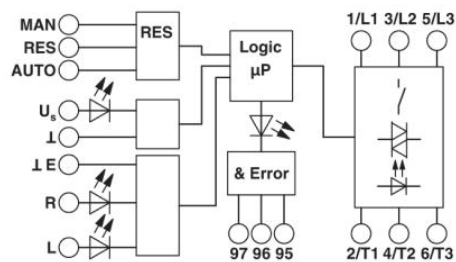 MAN
RES
AUTO
RES
Us
⊥
⊥ E
R
L
Logic
µP
& Error
97 96 95
1/L1 3/L2 5/L3
2/T1 4/T2 6/T3